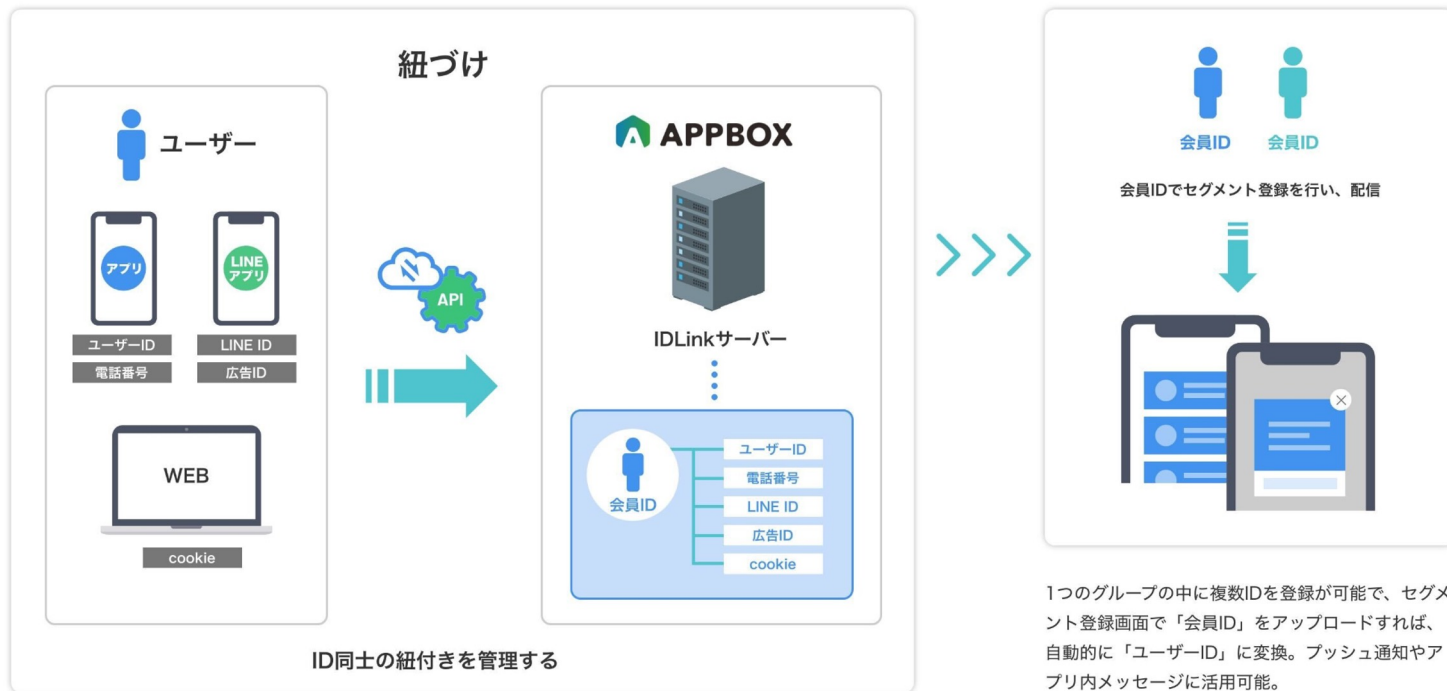 紐づけ
ユーザー
アプリ
LINE
アプリ
ユーザーID
LINE ID
電話番号
広告ID
WEB
cookie
API
APPBOX
IDLinkサーバー
会員ID
ユーザーID
電話番号
LINE ID
広告ID
cookie
ID同士の紐付きを管理する
会員ID
会員ID
会員IDでセグメント登録を行い、配信
1つのグループの中に複数IDを登録が可能で、セグメ
ント登録画面で「会員ID」をアップロードすれば、
自動的に「ユーザーID」に変換。プッシュ通知やア
プリ内メッセージに活用可能。